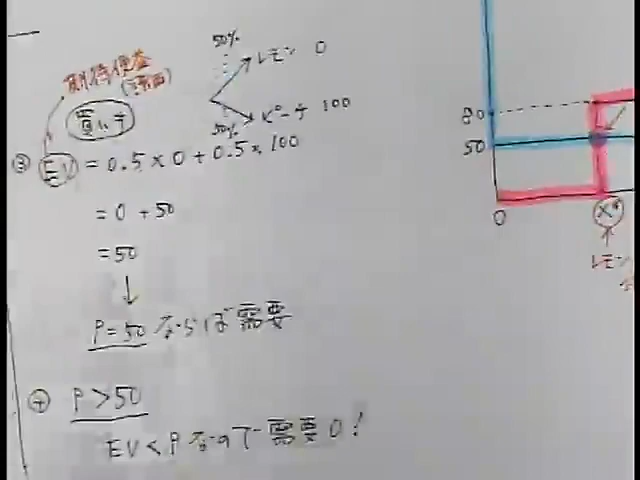 期待便益
50%
レモン 0
買い手
ピーチ 100
50%
③ EV = 0.5×0+0.5×100
= 0 +50
=50
↓
P=50 ならば 需要
④ P>50
EV<P なので 需要 0!
80
50
0
X*
レモン